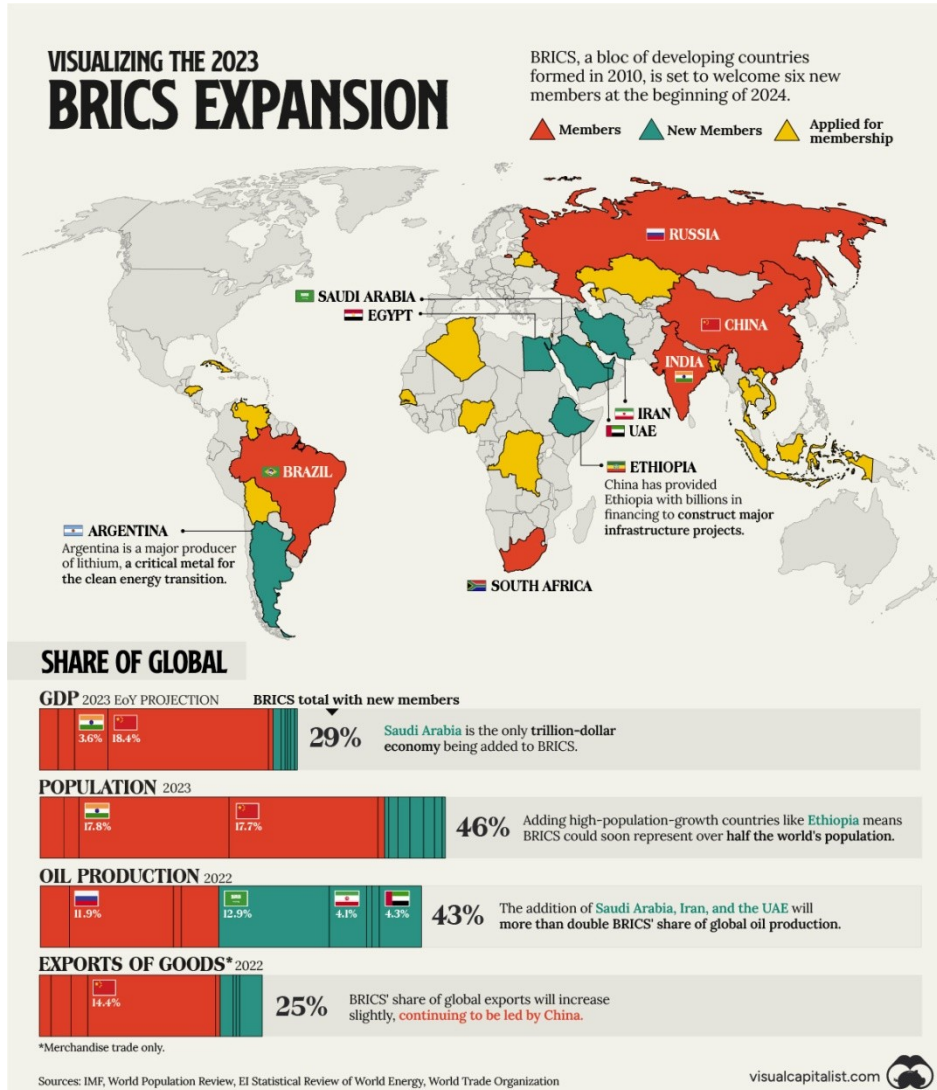 VISUALIZING THE 2023
BRICS EXPANSION
BRICS, a bloc of developing countries
formed in 2010, is set to welcome six new
members at the beginning of 2024.
Members
New Members
Applied for
membership
RUSSIA
SAUDI ARABIA
EGYPT
CHINA
INDIA
IRAN
UAE
BRAZIL
ETHIOPIA
China has provided
Ethiopia with billions in
financing to construct major
infrastructure projects.
ARGENTINA
Argentina is a major producer
of lithium, a critical metal for
the clean energy transition.
SOUTH AFRICA
SHARE OF GLOBAL
GDP 2023 EoY PROJECTION
BRICS total with new members
3.6%
18.4%
29%
Saudi Arabia is the only trillion-dollar
economy being added to BRICS.
POPULATION 2023
17.8%
17.7%
46%
Adding high-population-growth countries like Ethiopia means
BRICS could soon represent over half the world's population.
OIL PRODUCTION 2022
11.9%
12.9%
4.1%
4.3%
43%
The addition of Saudi Arabia, Iran, and the UAE will
more than double BRICS' share of global oil production.
EXPORTS OF GOODS* 2022
14.4%
25%
BRICS' share of global exports will increase
slightly, continuing to be led by China.
*Merchandise trade only.
Sources: IMF, World Population Review, EI Statistical Review of World Energy, World Trade Organization
visualcapitalist.com